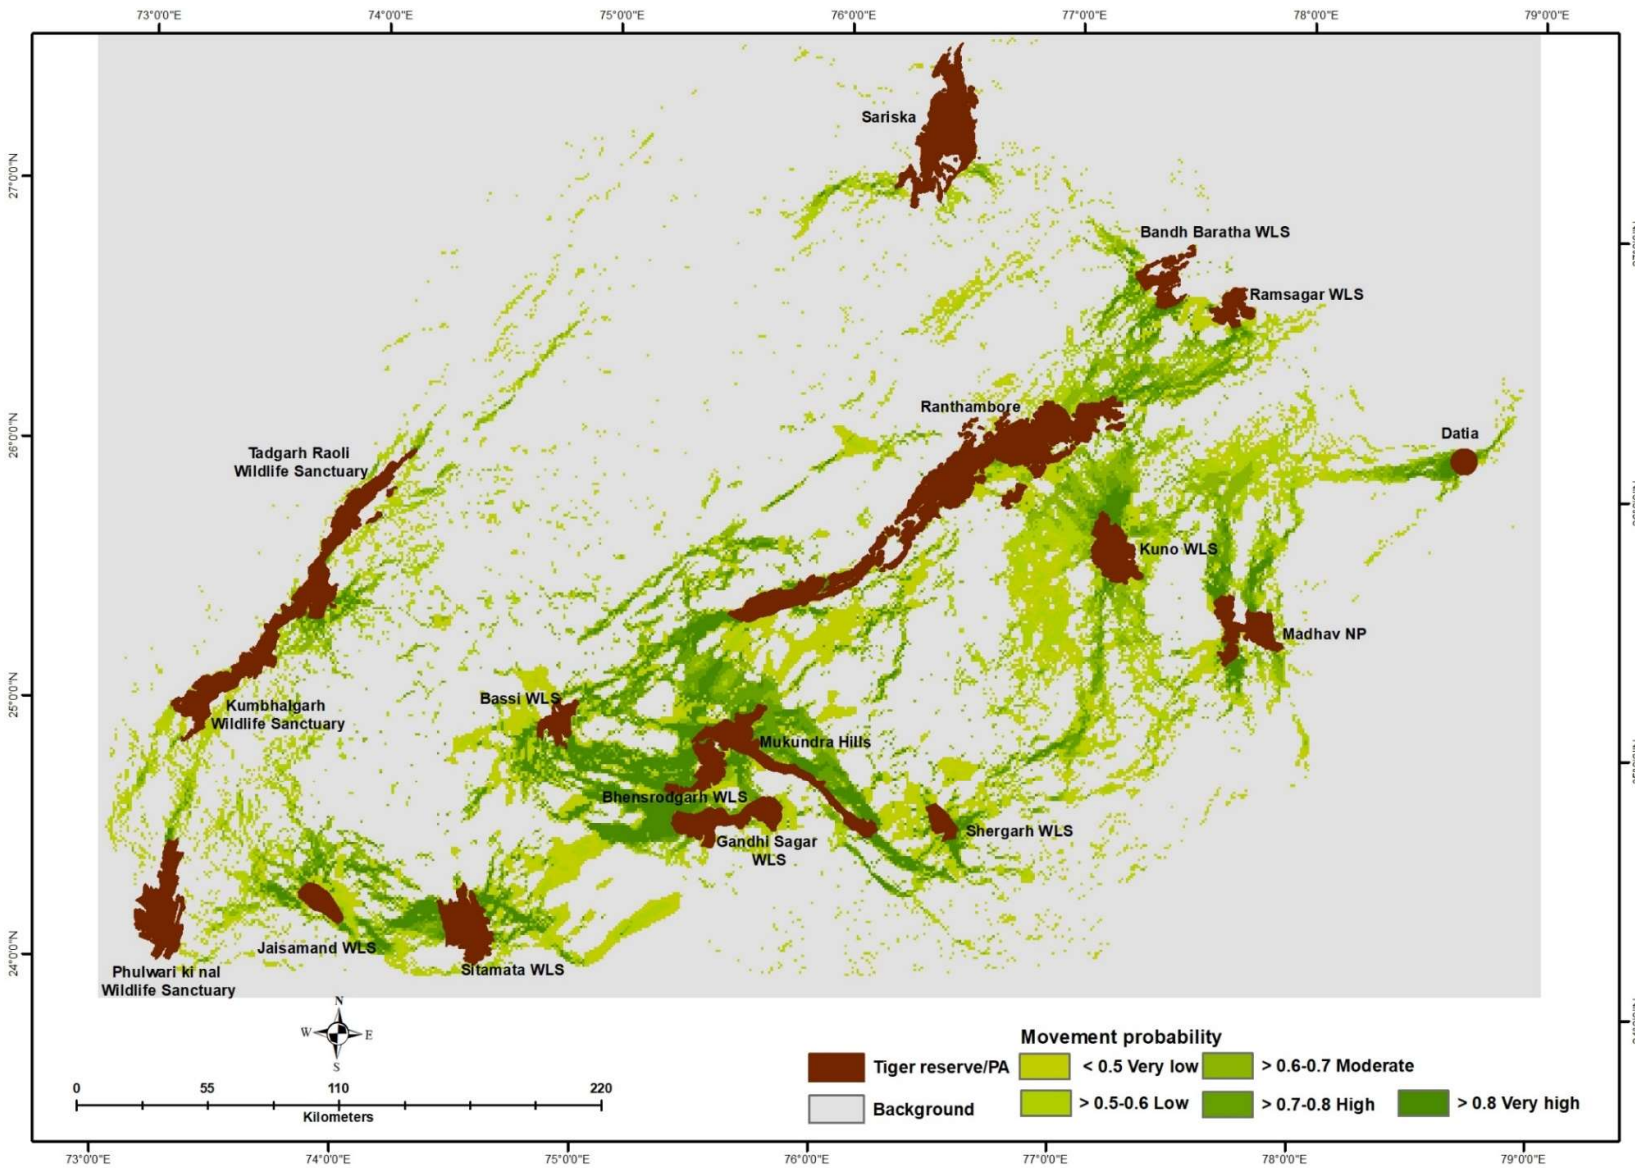 73°0'0"E 74°0'0"E 75°0'0"E 76°0'0"E 77°0'0"E 78°0'0"E 79°0'0"E
Sariska
27°0'0"N
Bandh Baratha WLS
Ramsagar WLS
Ranthambore
26°0'0"N
Datia
Tadgarh Raoli
Wildlife Sanctuary
Kuno WLS
Madhav NP
25°0'0"N
Bassi WLS
Kumbhalgarh
Wildlife Sanctuary
Mukundra Hills
Bhensrodgarh WLS
Shergarh WLS
Gandhi Sagar
WLS
24°0'0"N
Jaisamand WLS
Sitamata WLS
Phulwari ki nal
Wildlife Sanctuary
N
W E
S
0 55 110 220
Kilometers
Movement probability
Tiger reserve/PA
< 0.5 Very low
> 0.6-0.7 Moderate
Background
> 0.5-0.6 Low
> 0.7-0.8 High
> 0.8 Very high
73°0'0"E 74°0'0"E 75°0'0"E 76°0'0"E 77°0'0"E 78°0'0"E 79°0'0"E